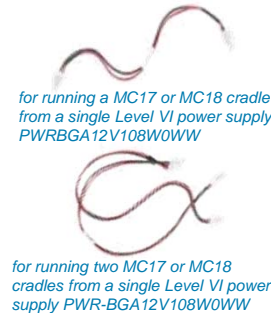 for running a MC17 or MC18 cradle
from a single Level VI power supply
PWRBGA12V108W0WW
for running two MC17 or MC18
cradles from a single Level VI power
supply PWR-BGA12V108W0WW